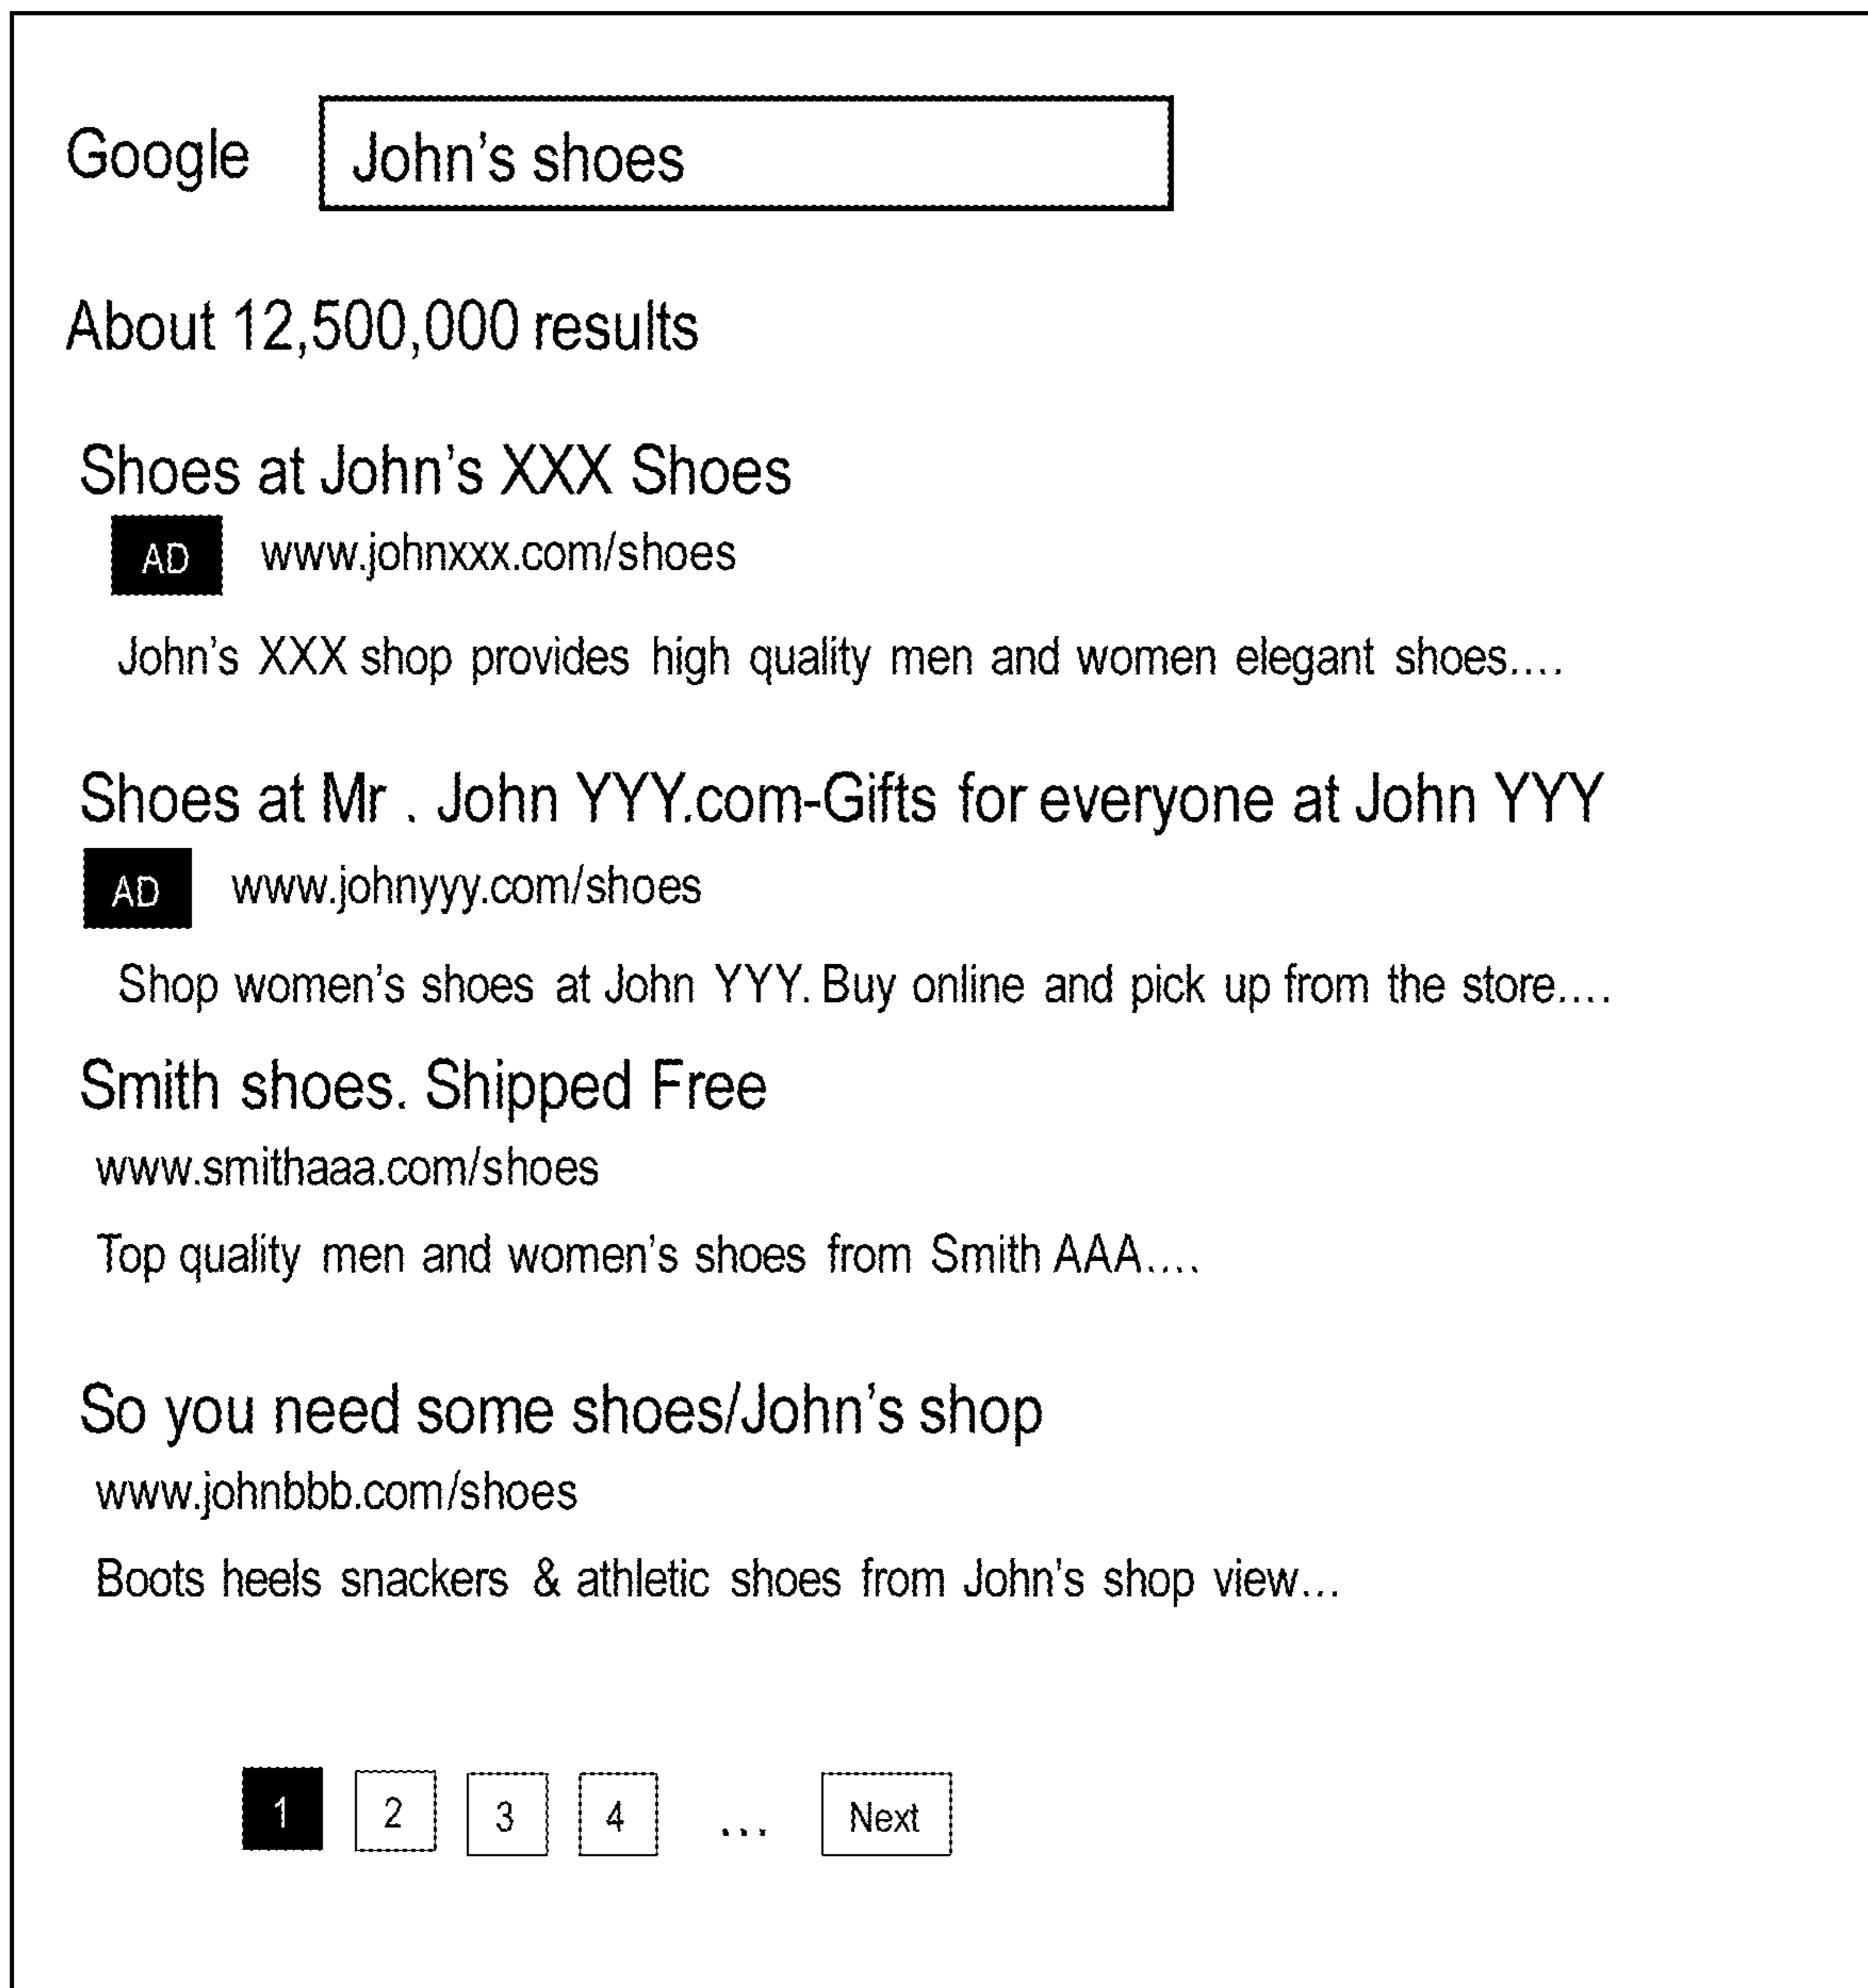 Google John's shoes
About 12,500,000 results
Shoes at John's XXX Shoes
AD www.johnxxx.com/shoes
John's XXX shop provides high quality men and women elegant shoes....
Shoes at Mr . John YYY.com-Gifts for everyone at John YYY
AD www.johnyyy.com/shoes
Shop women's shoes at John YYY. Buy online and pick up from the store....
Smith shoes. Shipped Free
www.smithaaa.com/shoes
Top quality men and women's shoes from Smith AAA....
So you need some shoes/John's shop
www.johnbbb.com/shoes
Boots heels snackers & athletic shoes from John's shop view...
1 2 3 4 ... Next